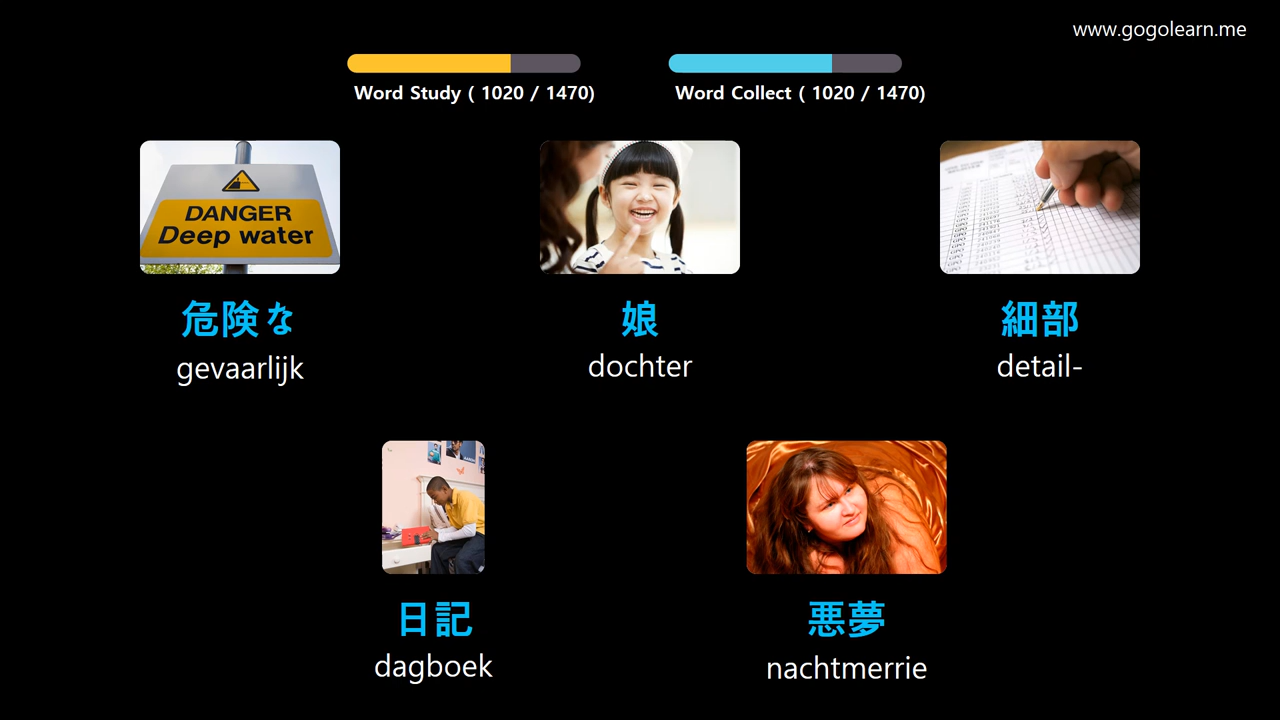 www.gogolearn.me
Word Study ( 1020 / 1470)
Word Collect ( 1020 / 1470)
DANGER
Deep water
危険な
gevaarlijk
娘
dochter
細部
detail-
日記
dagboek
悪夢
nachtmerrie